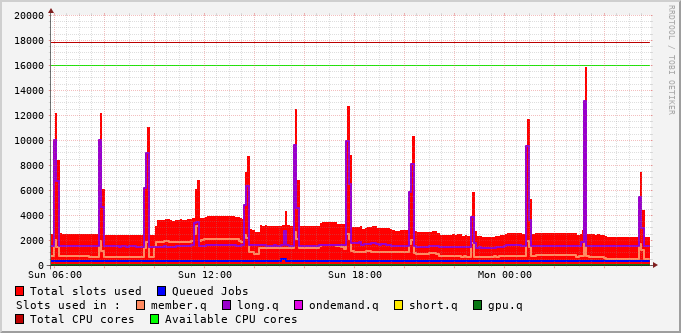 20000
18000
16000
14000
12000
10000
8000
6000
4000
2000
0
Sun 06:00 Sun 12:00 Sun 18:00 Mon 00:00
Total slots used Queued Jobs
Slots used in : member.q long.q ondemand.q short.q gpu.q
Total CPU cores Available CPU cores
RRDTOOL / TOBI OETIKER